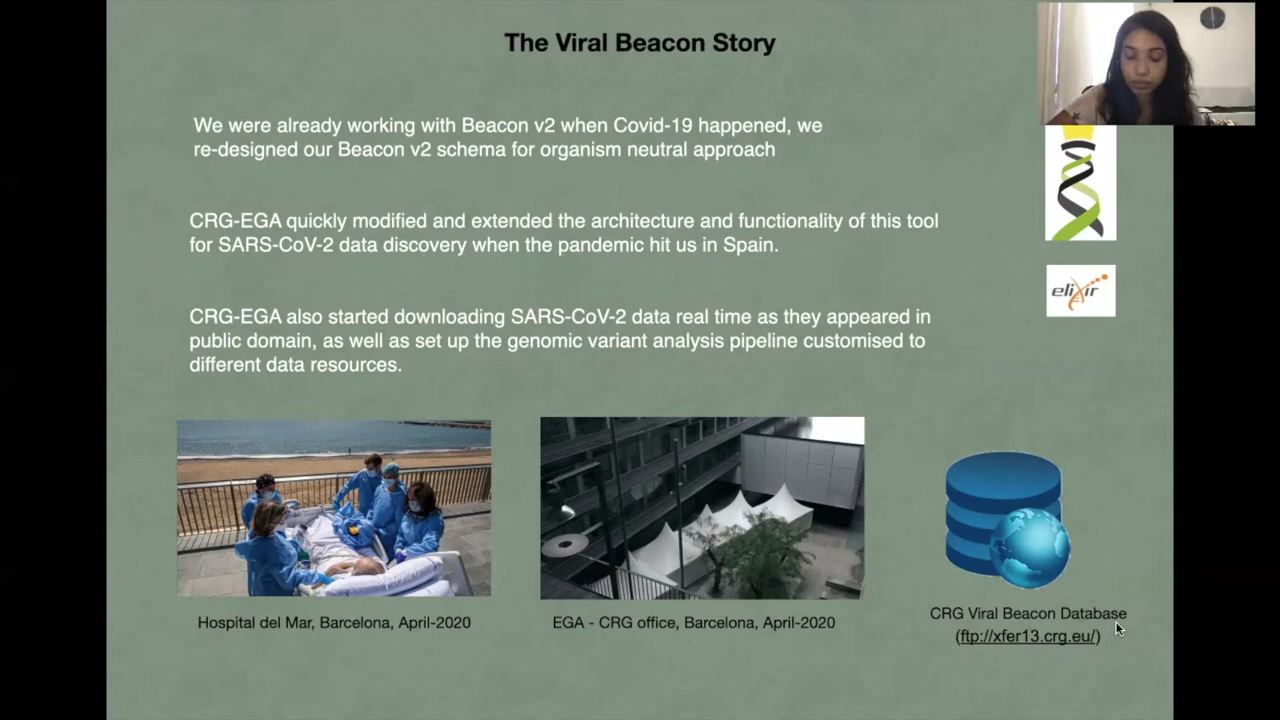 The Viral Beacon Story
We were already working with Beacon v2 when Covid-19 happened, we
re-designed our Beacon v2 schema for organism neutral approach
CRG-EGA quickly modified and extended the architecture and functionality of this tool
for SARS-CoV-2 data discovery when the pandemic hit us in Spain.
elixir
CRG-EGA also started downloading SARS-CoV-2 data real time as they appeared in
public domain, as well as set up the genomic variant analysis pipeline customised to
different data resources.
Hospital del Mar, Barcelona, April-2020
EGA - CRG office, Barcelona, April-2020
CRG Viral Beacon Database
(ftp://xfer13.crg.eu/)